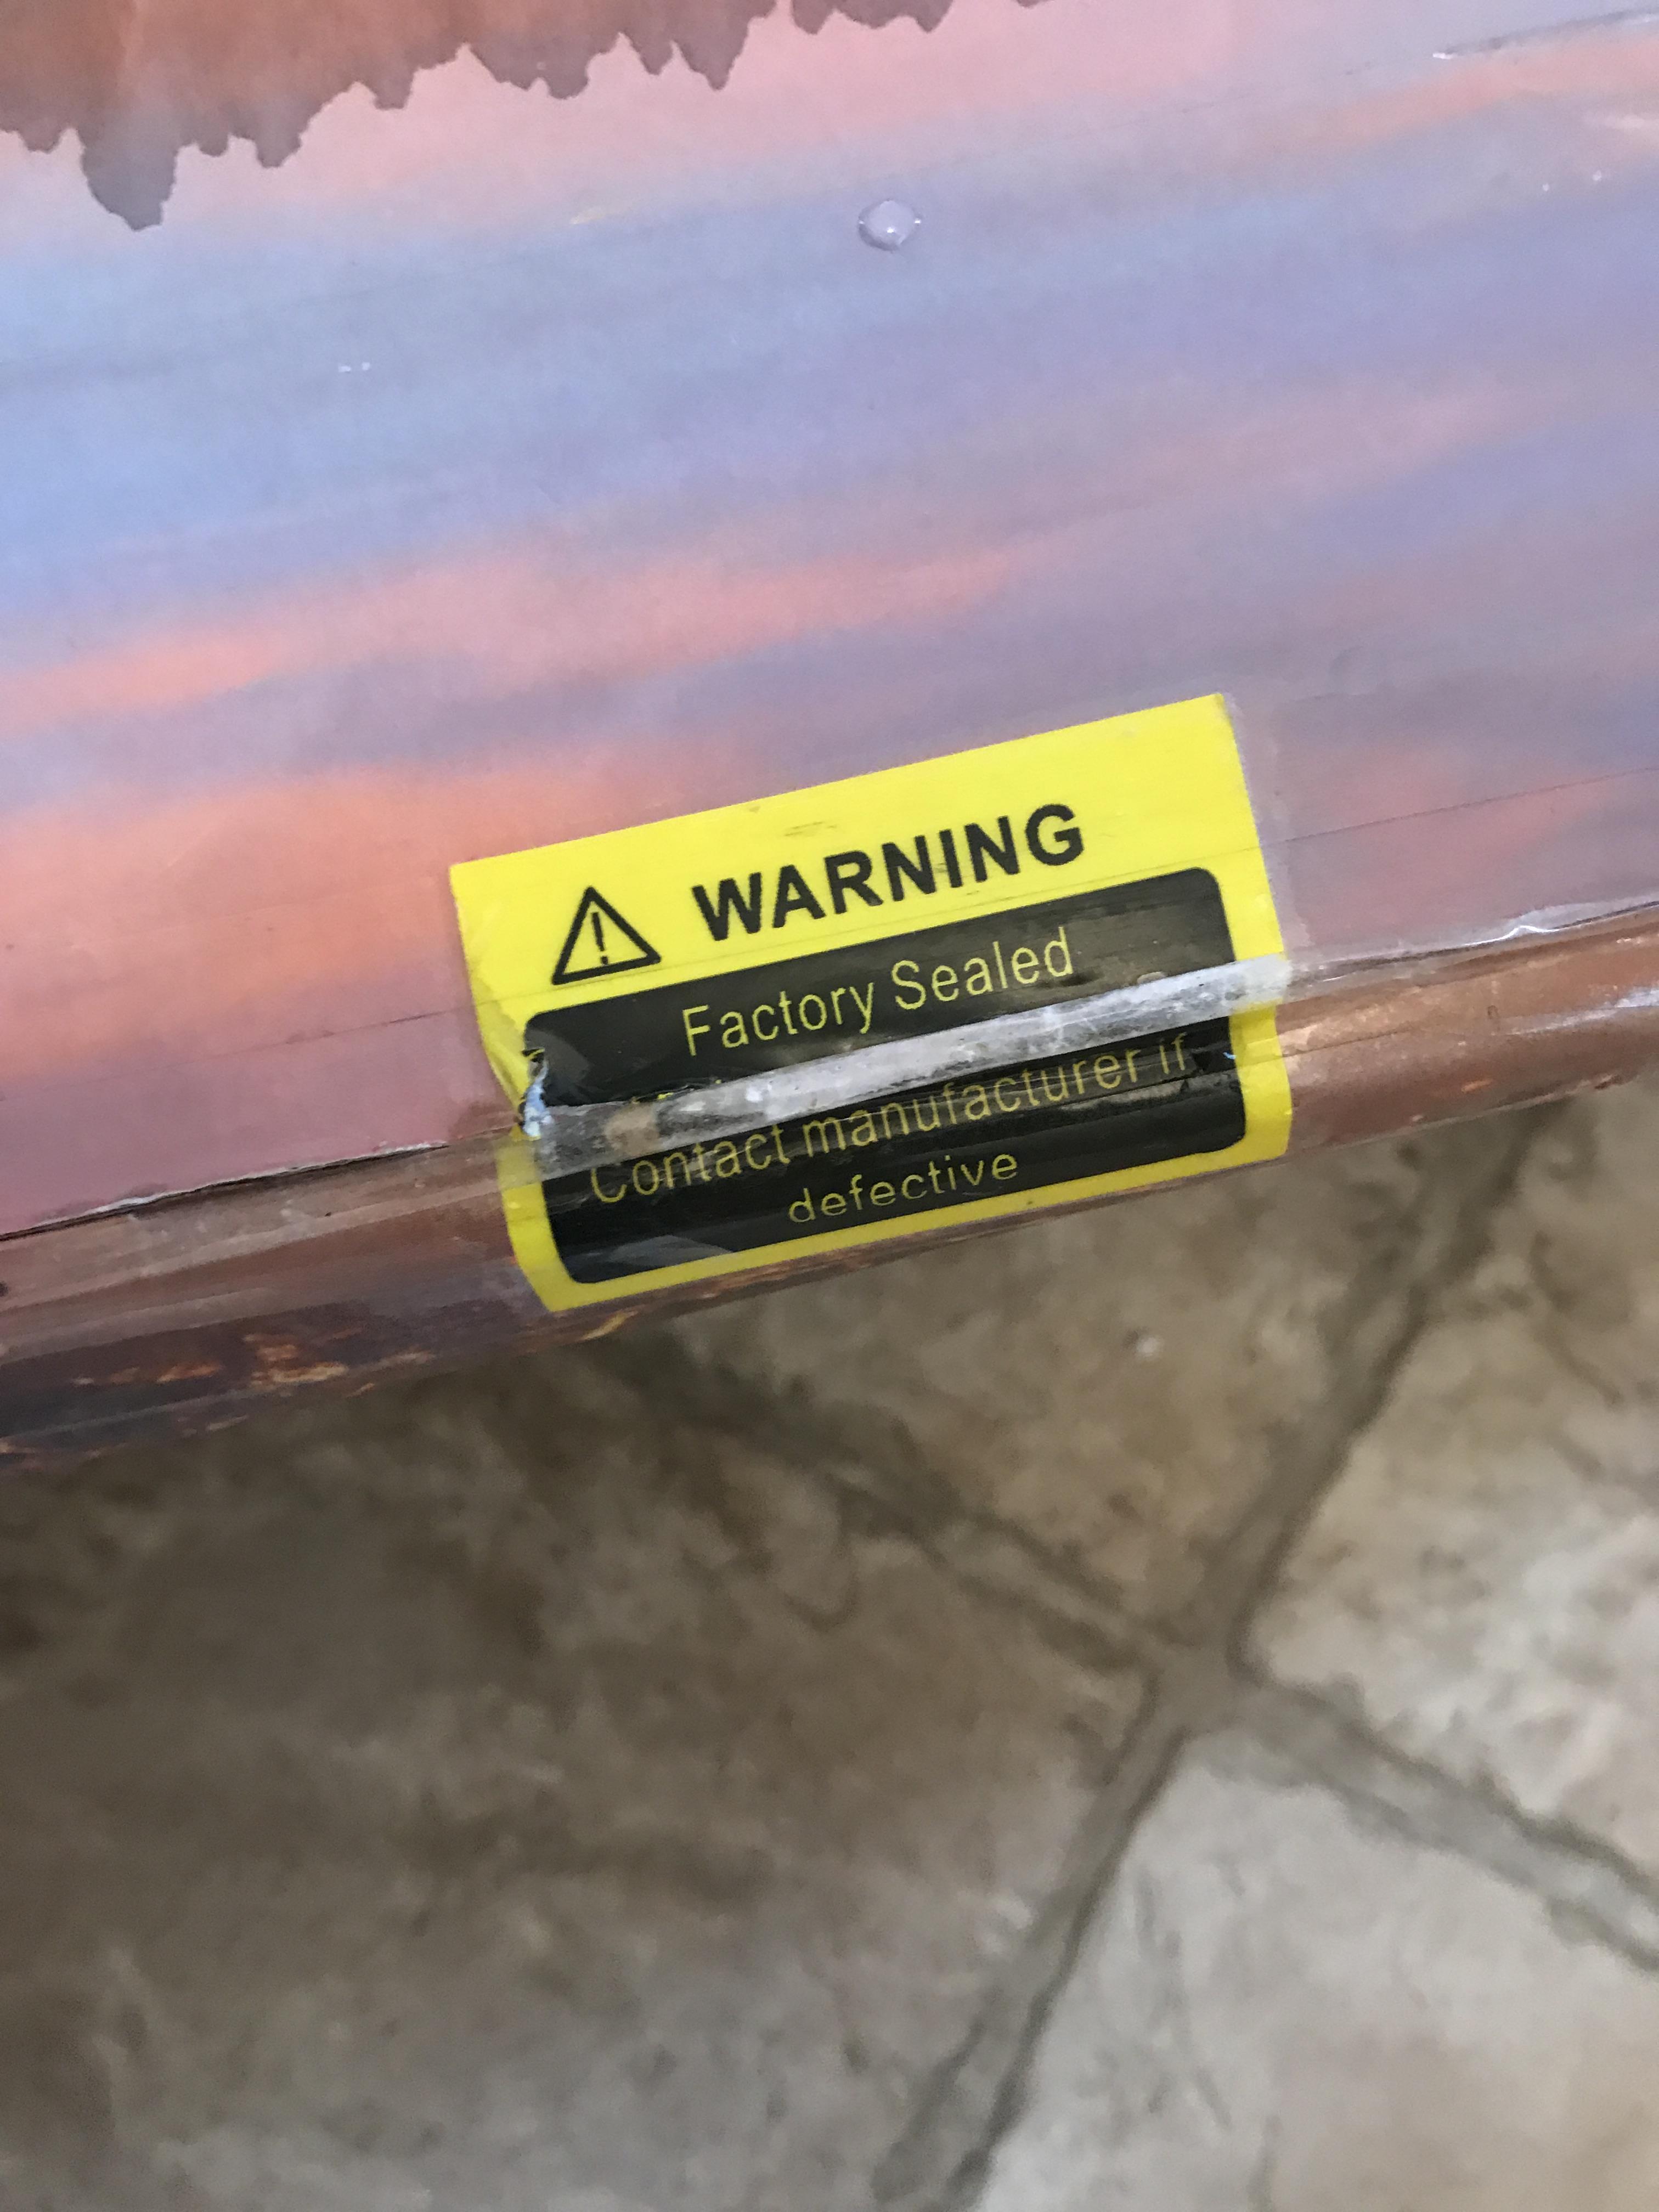 WARNING
Factory Sealed
Contact manufacturer if
defective